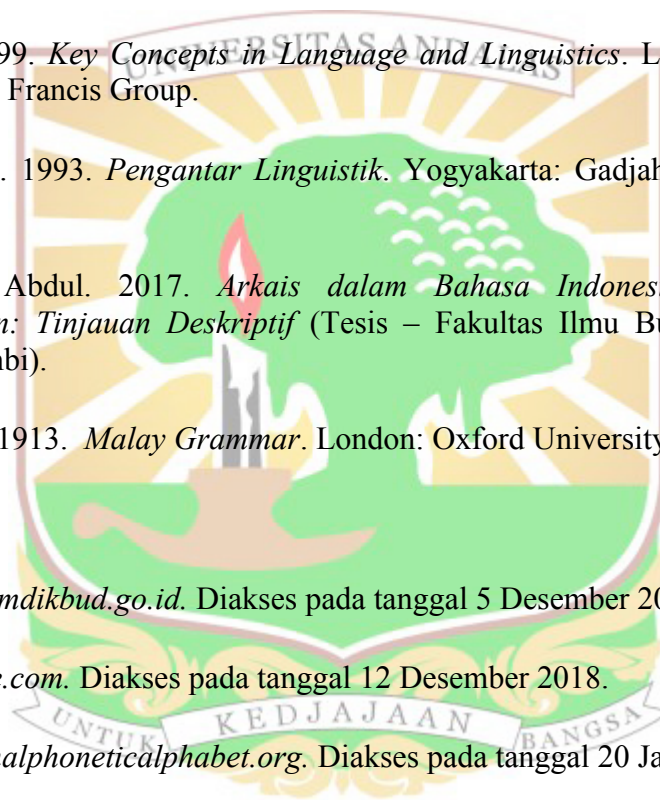 UNIVERSITAS ANDALAS
99. Key Concepts in Language and Linguistics. L
Francis Group.
. 1993. Pengantar Linguistik. Yogyakarta: Gadjah
Abdul. 2017. Arkais dalam Bahasa Indones
n: Tinjauan Deskriptif (Tesis – Fakultas Ilmu Bu
nbi).
1913. Malay Grammar. London: Oxford University
mdikbud.go.id. Diakses pada tanggal 5 Desember 20
e.com. Diakses pada tanggal 12 Desember 2018.
UNTUK KEDJAJAAN BANGSA
nalphoneticalphabet.org. Diakses pada tanggal 20 Ja